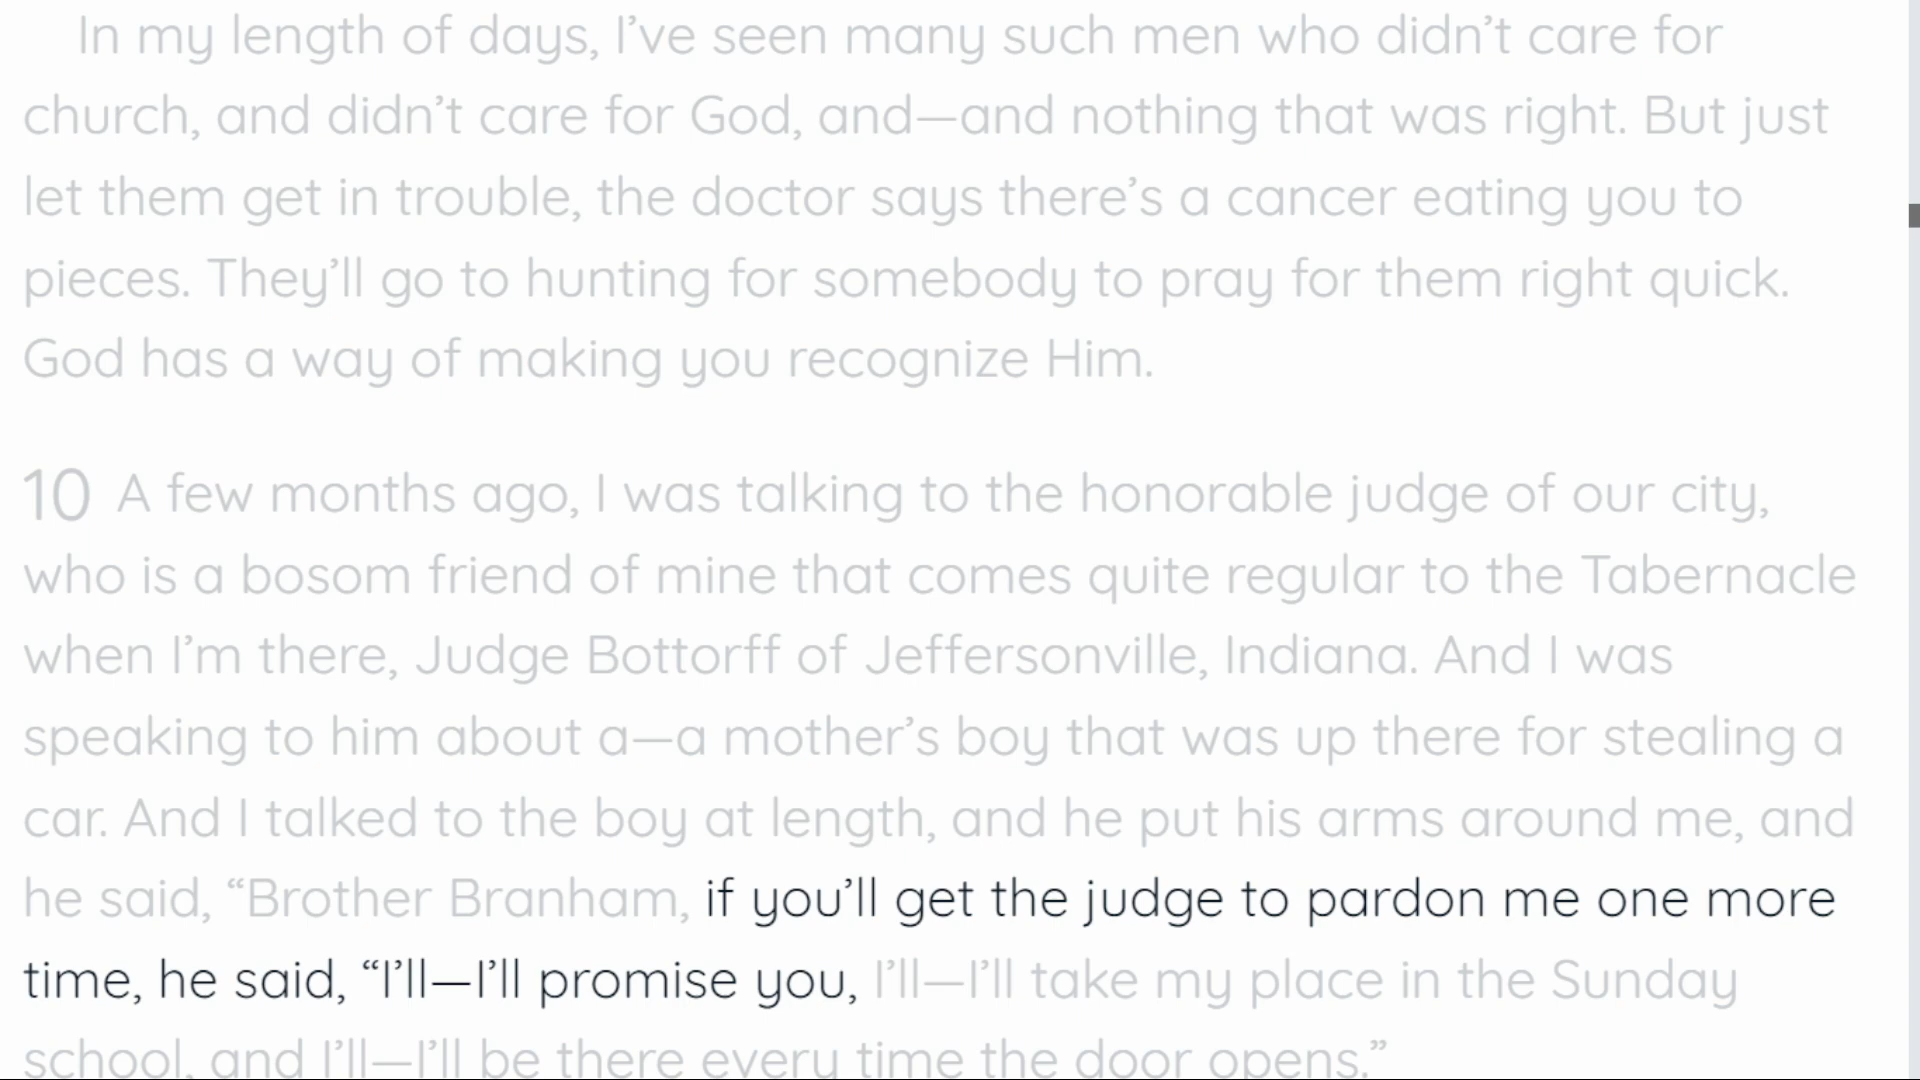 In my length of days, I’ve seen many such men who didn’t care for
church, and didn’t care for God, and—and nothing that was right. But just
let them get in trouble, the doctor says there’s a cancer eating you to
pieces. They’ll go to hunting for somebody to pray for them right quick.
God has a way of making you recognize Him.
10 A few months ago, I was talking to the honorable judge of our city,
who is a bosom friend of mine that comes quite regular to the Tabernacle
when I’m there, Judge Bottorff of Jeffersonville, Indiana. And I was
speaking to him about a—a mother’s boy that was up there for stealing a
car. And I talked to the boy at length, and he put his arms around me, and
he said, “Brother Branham, if you’ll get the judge to pardon me one more
time, he said, “I’ll—I’ll promise you, I’ll—I’ll take my place in the Sunday
school, and I’ll—I’ll be there every time the door opens.”